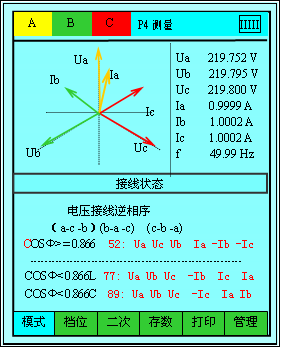 A B C P4 测量
Ua
Ia
Ib
Ic
Ub
Uc
Ua 219.752 V
Ub 219.795 V
Uc 219.800 V
Ia 0.9999 A
Ib 1.0002 A
Ic 1.0002 A
f 49.99 Hz
接线状态
电压接线逆相序
(a-c-b) (b-a-c) (c-b-a)
COSΦ>=0.866 52: Ua Uc Ub Ia -Ib -Ic
COSΦ<0.866L 77: Ua Ub Uc -Ib Ic Ia
COSΦ<0.866C 89: Ua Ub Uc -Ic Ia Ib
模式 档位 二次 存数 打印 管理